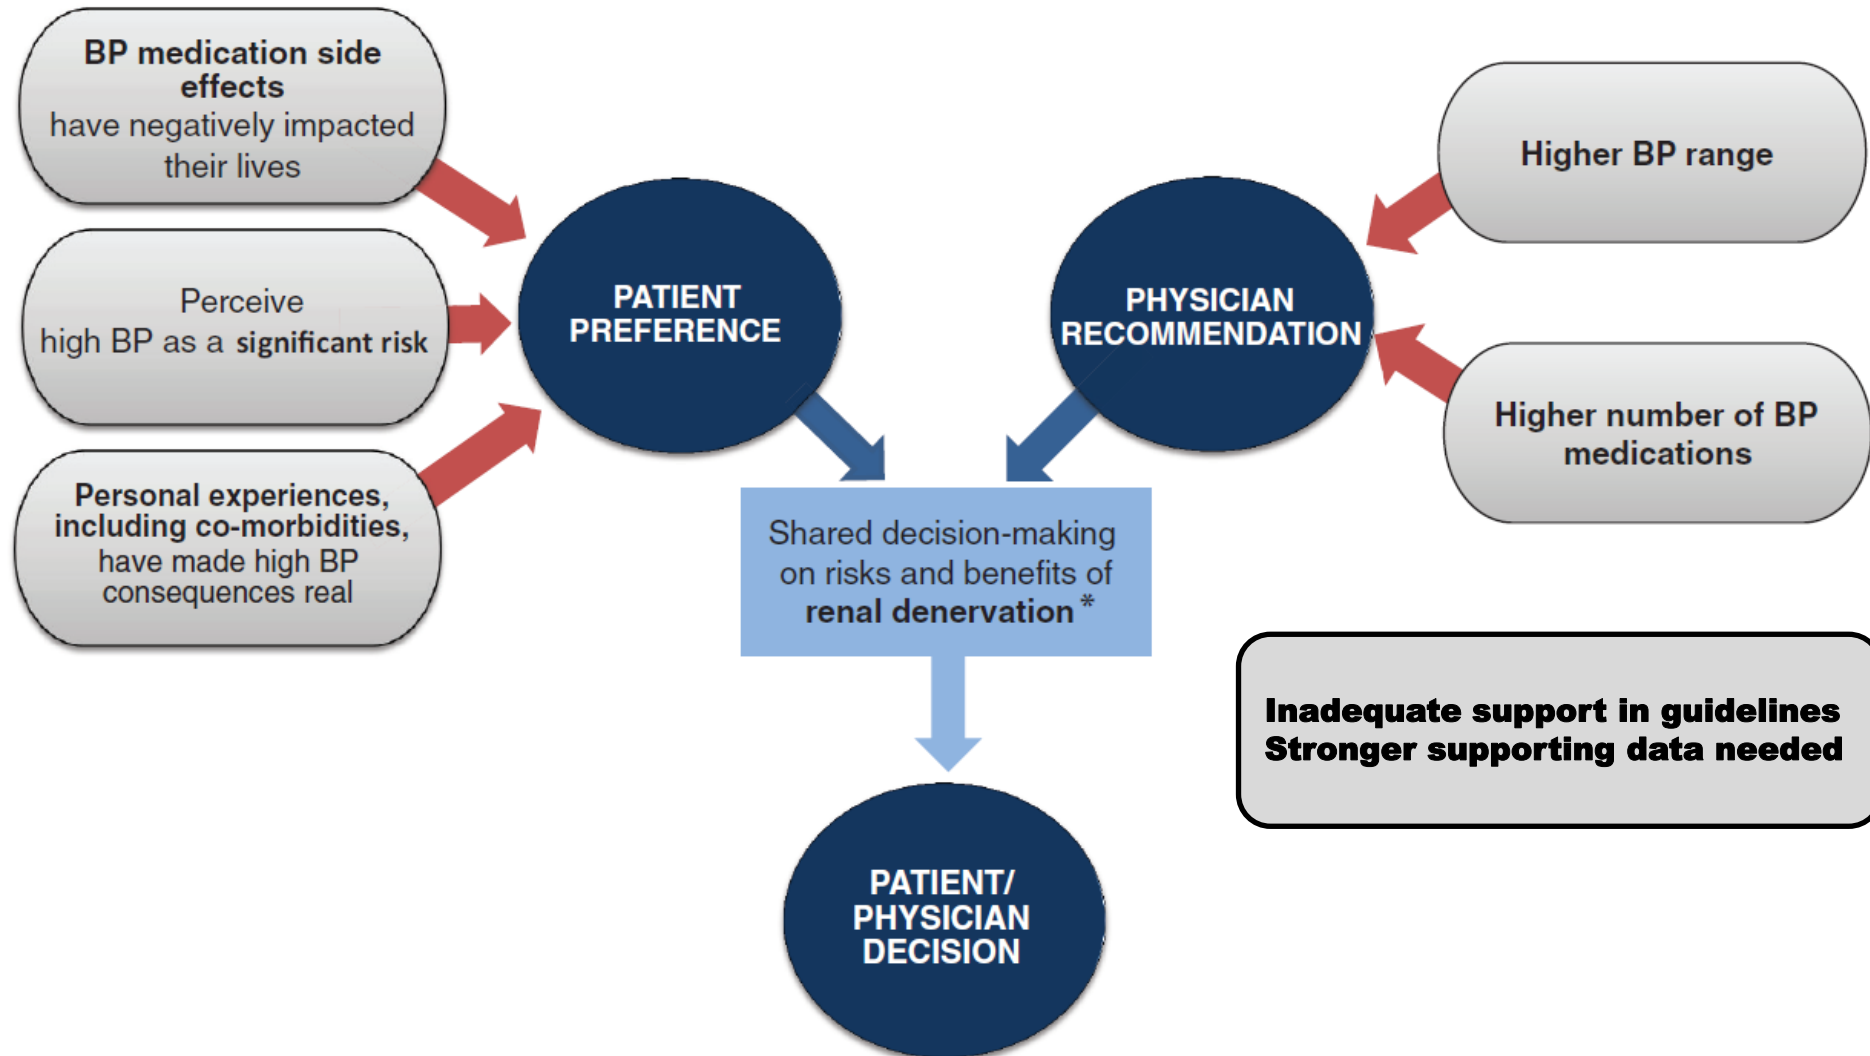 BP medication side
effects
have negatively impacted
their lives
Perceive
high BP as a significant risk
Personal experiences,
including co-morbidities,
have made high BP
consequences real
PATIENT
PREFERENCE
PHYSICIAN
RECOMMENDATION
Higher BP range
Higher number of BP
medications
Shared decision-making
on risks and benefits of
renal denervation *
Inadequate support in guidelines
Stronger supporting data needed
PATIENT/
PHYSICIAN
DECISION